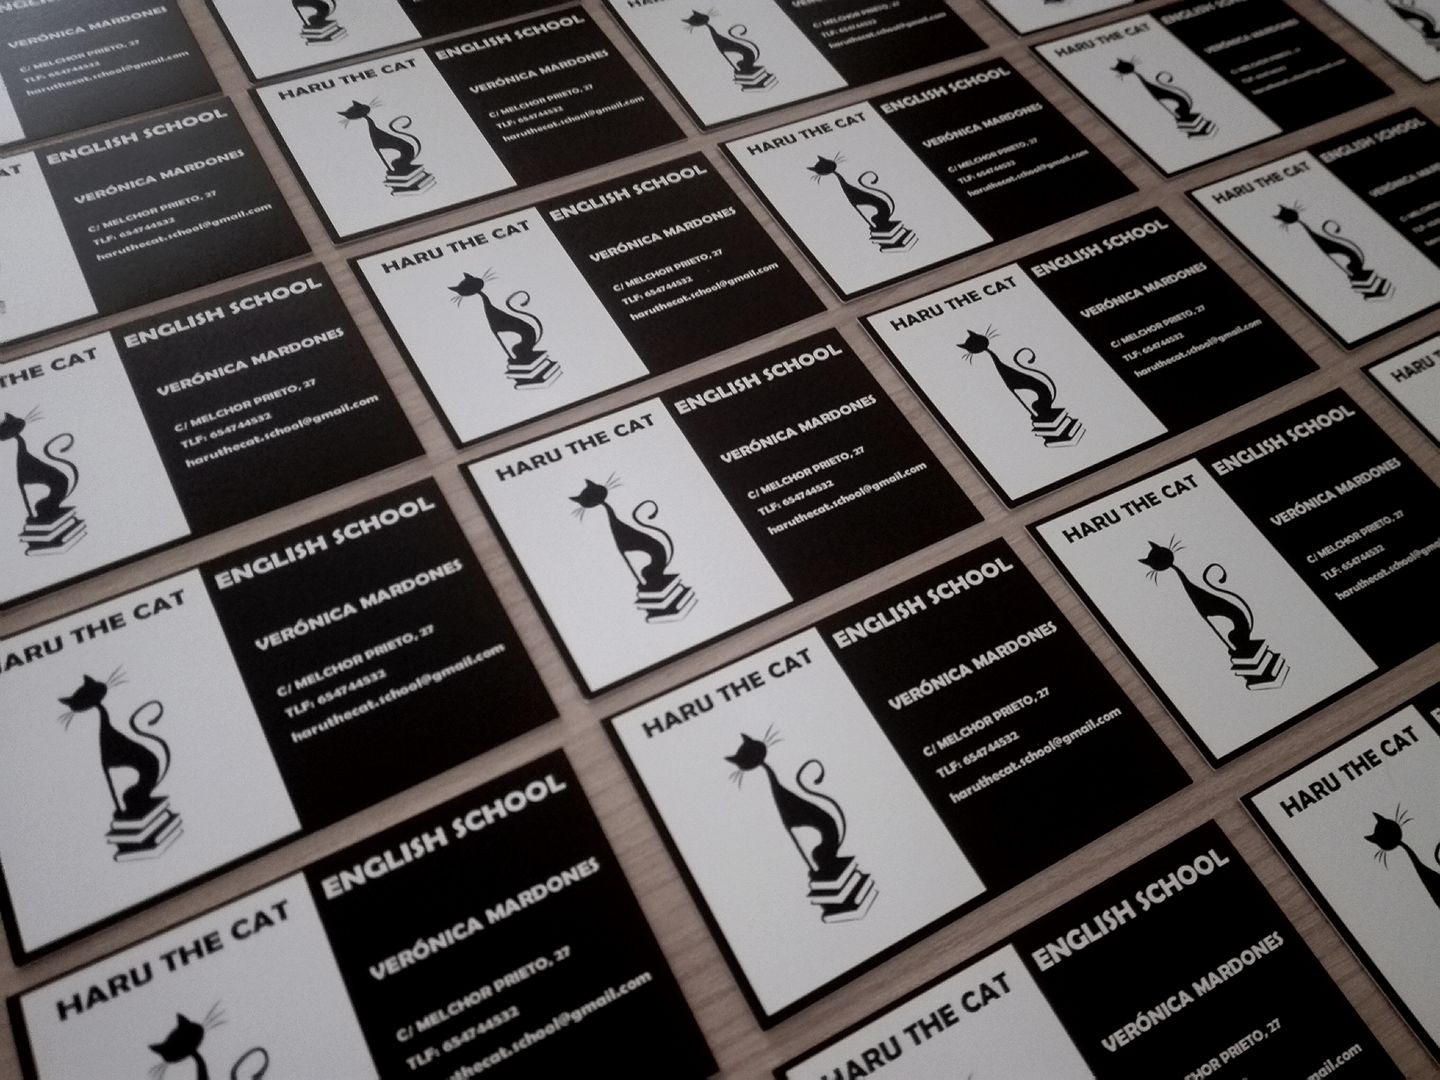 HARU THE CAT
ENGLISH SCHOOL
VERÓNICA MARDONES
C/ MELCHOR PRIETO, 27
TLF: 654744532
haruthecat.school@gmail.com